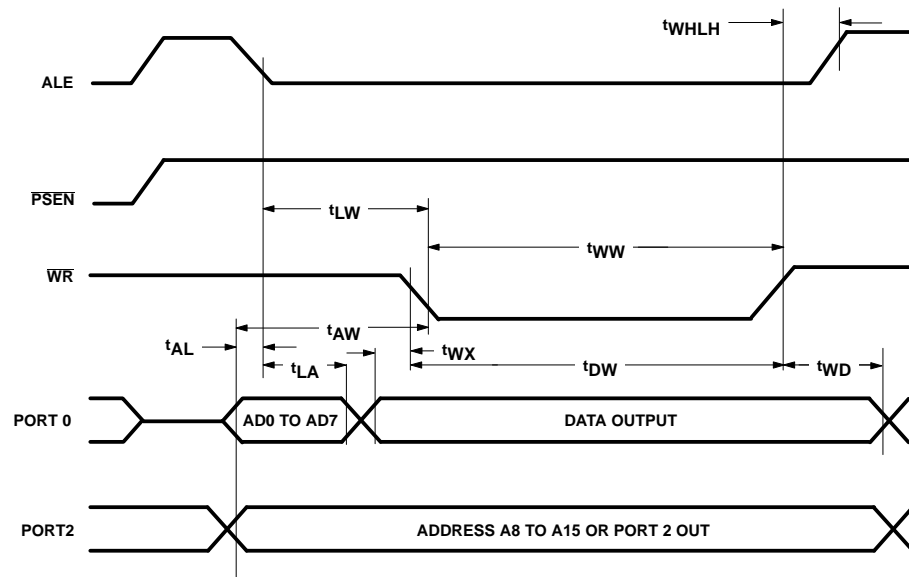 tWHLH
ALE
PSEN
tLW
tWW
WR
tAW
tAL
tWX
tLA
tDW
tWD
PORT 0
AD0 TO AD7
DATA OUTPUT
PORT2
ADDRESS A8 TO A15 OR PORT 2 OUT